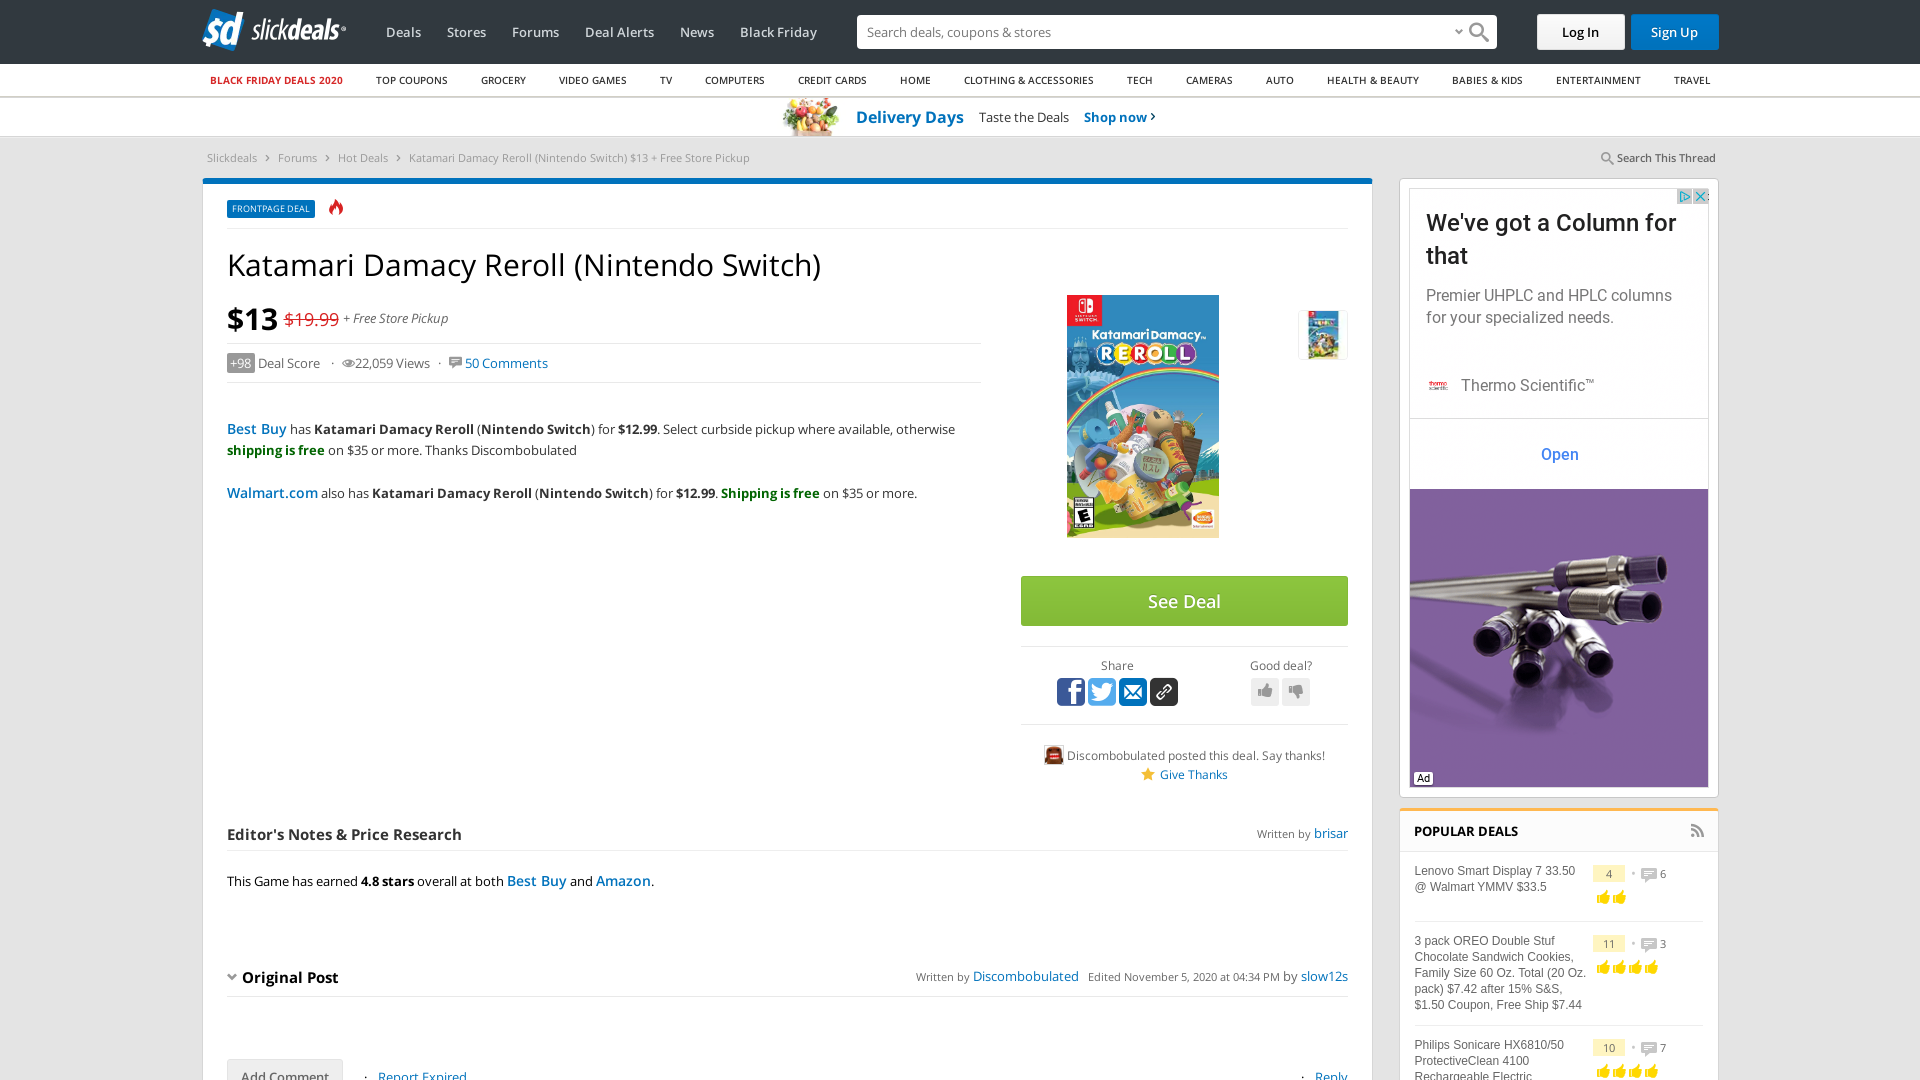 slickdeals
Deals
Stores
Forums
Deal Alerts
News
Black Friday
Search deals, coupons & stores
Log In
Sign Up
BLACK FRIDAY DEALS 2020
TOP COUPONS
GROCERY
VIDEO GAMES
TV
COMPUTERS
CREDIT CARDS
HOME
CLOTHING & ACCESSORIES
TECH
CAMERAS
AUTO
HEALTH & BEAUTY
BABIES & KIDS
ENTERTAINMENT
TRAVEL
Delivery Days Taste the Deals Shop now ›
Slickdeals › Forums › Hot Deals › Katamari Damacy Reroll (Nintendo Switch) $13 + Free Store Pickup
Search This Thread
FRONTPAGE DEAL
Katamari Damacy Reroll (Nintendo Switch)
$13 $19.99 + Free Store Pickup
+98 Deal Score · 22,059 Views · 50 Comments
Best Buy has Katamari Damacy Reroll (Nintendo Switch) for $12.99. Select curbside pickup where available, otherwise
shipping is free on $35 or more. Thanks Discombobulated
Walmart.com also has Katamari Damacy Reroll (Nintendo Switch) for $12.99. Shipping is free on $35 or more.
Katamari Damacy
REROLL
See Deal
Share
Good deal?
Discombobulated posted this deal. Say thanks!
Give Thanks
Editor's Notes & Price Research
Written by brisar
This Game has earned 4.8 stars overall at both Best Buy and Amazon.
Original Post
Written by Discombobulated Edited November 5, 2020 at 04:34 PM by slow12s
Add Comment · Report Expired
· Reply
We've got a Column for
that
Premier UHPLC and HPLC columns
for your specialized needs.
Thermo Scientific™
Open
Ad
POPULAR DEALS
Lenovo Smart Display 7 33.50
@ Walmart YMMV $33.5
4 • 6
3 pack OREO Double Stuf
Chocolate Sandwich Cookies,
Family Size 60 Oz. Total (20 Oz.
pack) $7.42 after 15% S&S,
$1.50 Coupon, Free Ship $7.44
11 • 3
Philips Sonicare HX6810/50
ProtectiveClean 4100
Rechargeable Electric
10 • 7